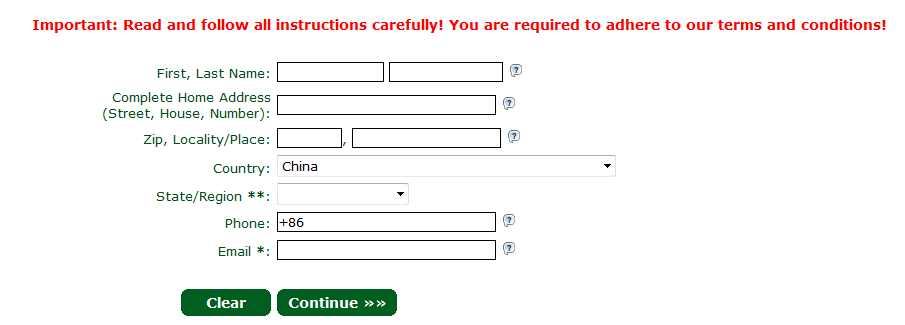 Important: Read and follow all instructions carefully! You are required to adhere to our terms and conditions!
First, Last Name: ?
Complete Home Address
(Street, House, Number): ?
Zip, Locality/Place: , ?
Country: China
State/Region **:
Phone: +86 ?
Email *: ?
Clear Continue »»